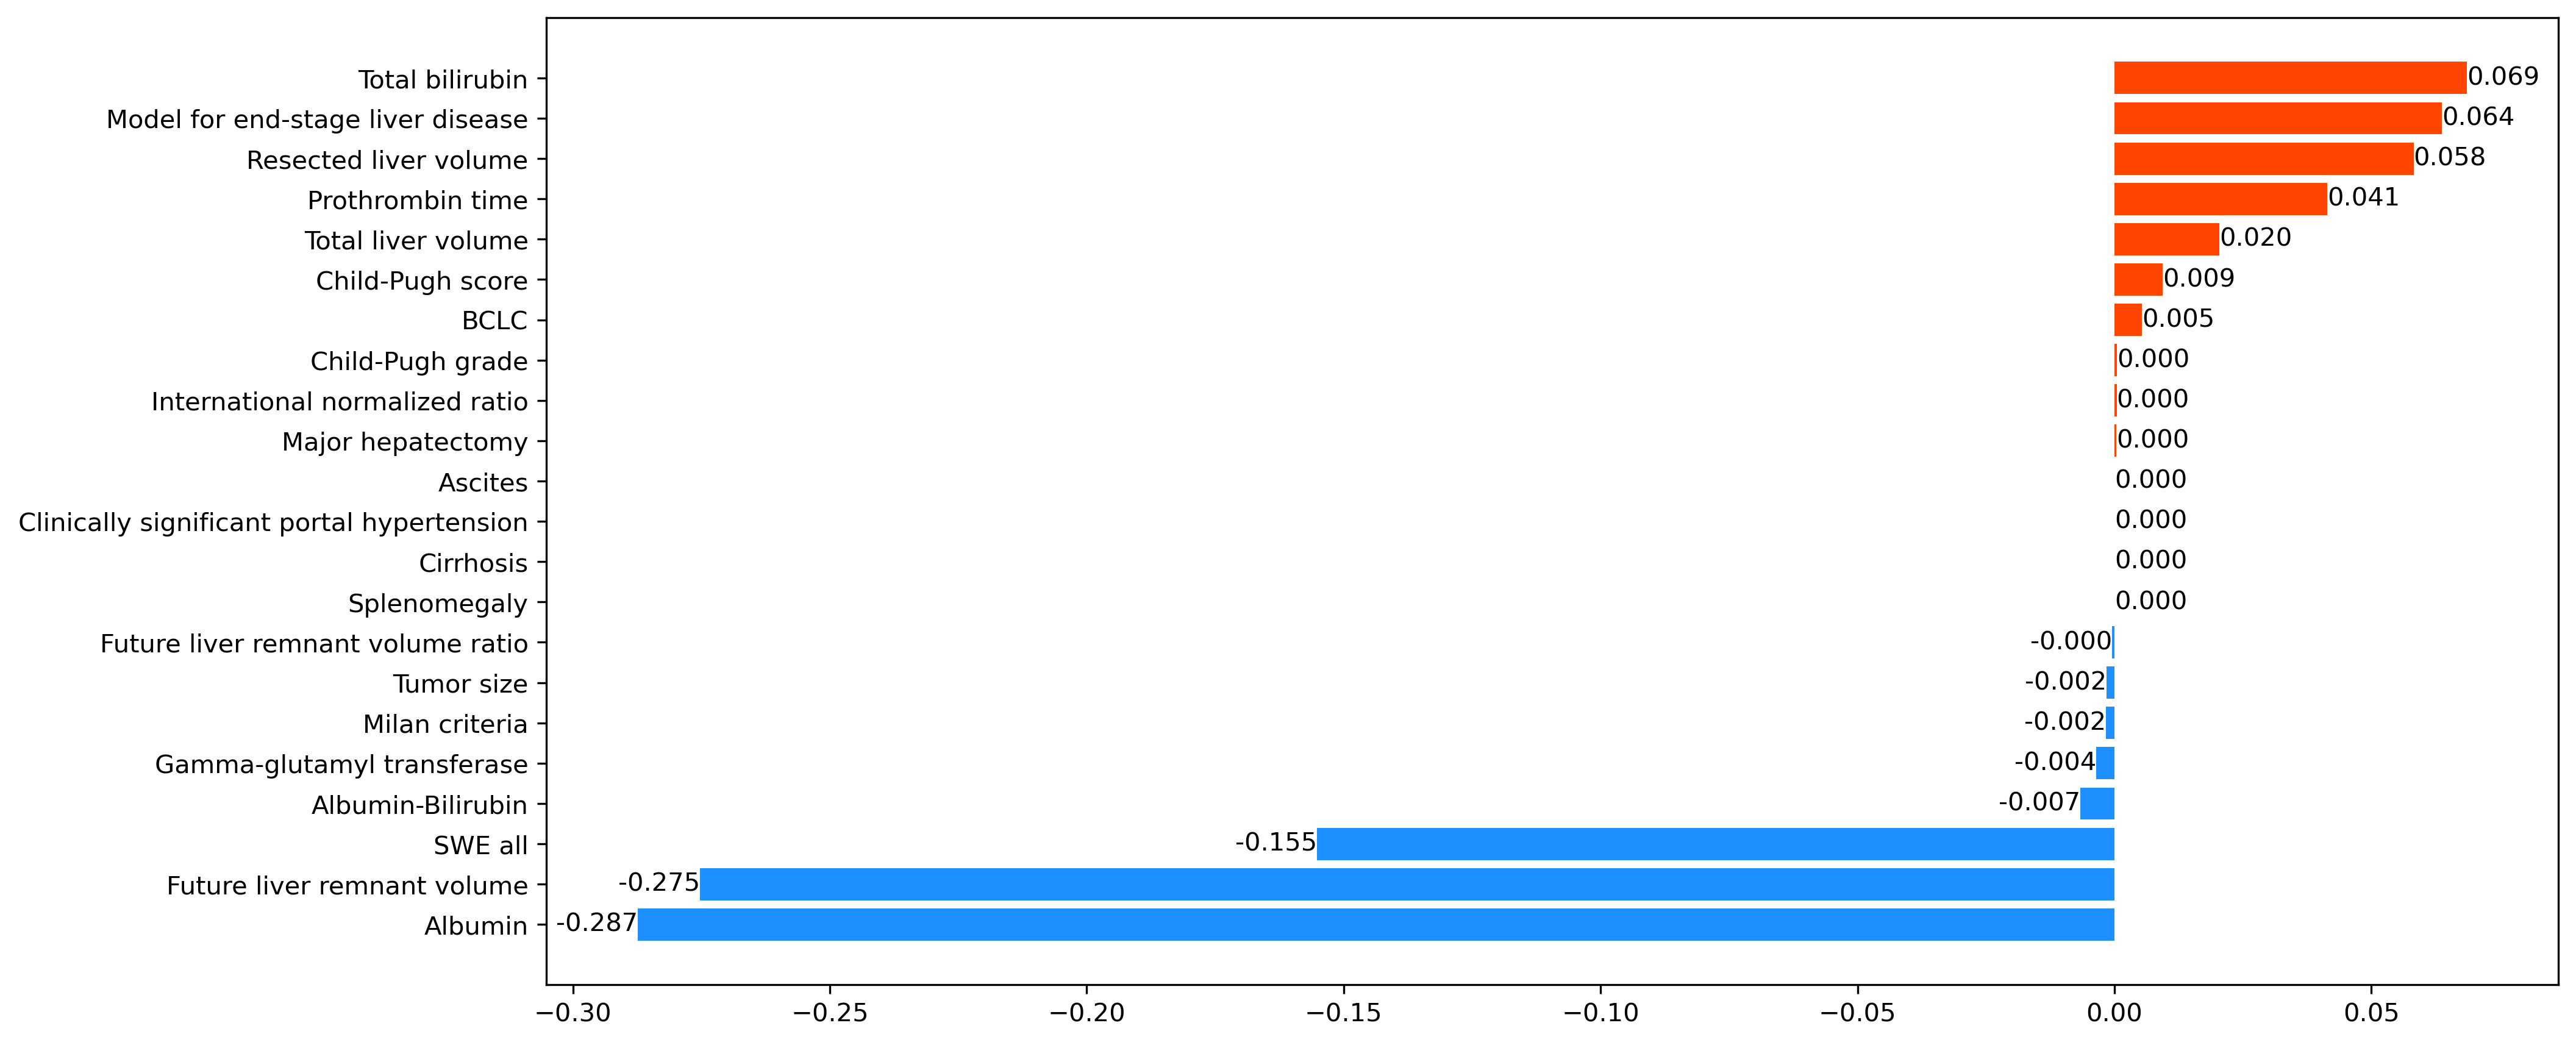 Total bilirubin 0.069
Model for end-stage liver disease 0.064
Resected liver volume 0.058
Prothrombin time 0.041
Total liver volume 0.020
Child-Pugh score 0.009
BCLC 0.005
Child-Pugh grade 0.000
International normalized ratio 0.000
Major hepatectomy 0.000
Ascites 0.000
Clinically significant portal hypertension 0.000
Cirrhosis 0.000
Splenomegaly 0.000
Future liver remnant volume ratio -0.000
Tumor size -0.002
Milan criteria -0.002
Gamma-glutamyl transferase -0.004
Albumin-Bilirubin -0.007
SWE all -0.155
Future liver remnant volume -0.275
Albumin -0.287
−0.30 −0.25 −0.20 −0.15 −0.10 −0.05 0.00 0.05